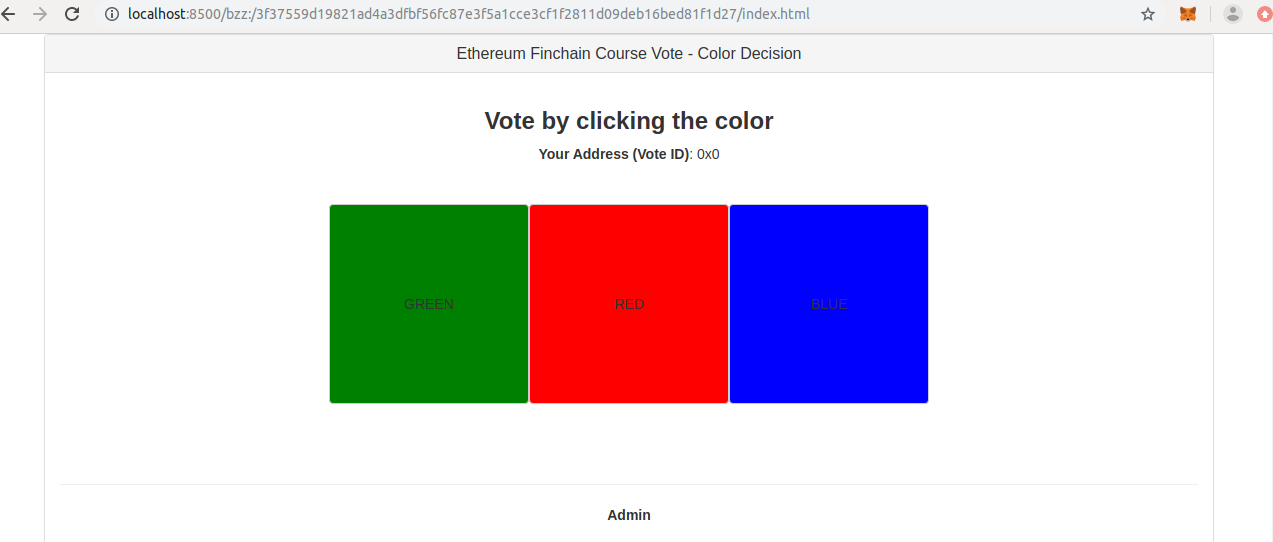 localhost:8500/bzz:/3f37559d19821ad4a3dfbf56fc87e3f5a1cce3cf1f2811d09deb16bed81f1d27/index.html
Ethereum Finchain Course Vote - Color Decision
Vote by clicking the color
Your Address (Vote ID): 0x0
GREEN
RED
BLUE
Admin